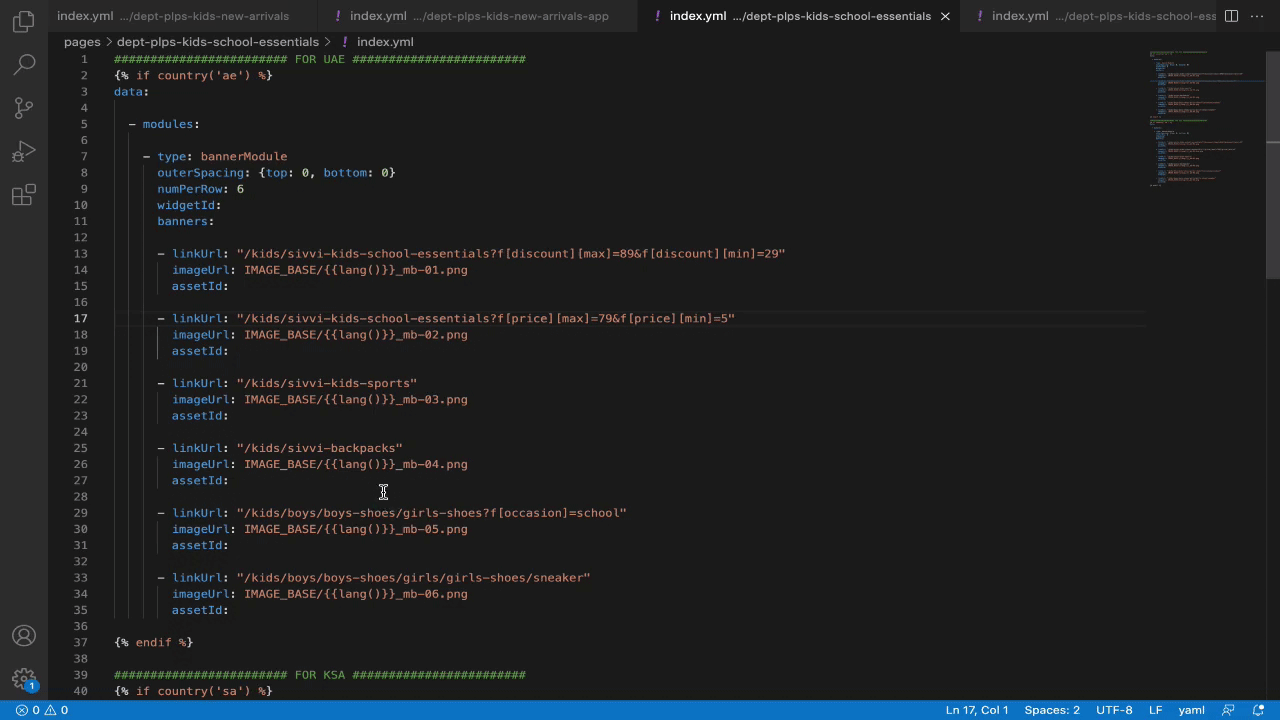 index.yml .../dept-plps-kids-new-arrivals
! index.yml .../dept-plps-kids-new-arrivals-app
! index.yml .../dept-plps-kids-school-essentials ×
! index.yml .../dept-plps-kids-school-ess
pages > dept-plps-kids-school-essentials > ! index.yml
1 ######################## FOR UAE ########################
2 {% if country('ae') %}
3 data:
4
5 - modules:
6
7 - type: bannerModule
8 outerSpacing: {top: 0, bottom: 0}
9 numPerRow: 6
10 widgetId:
11 banners:
12
13 - linkUrl: "/kids/sivvi-kids-school-essentials?f[discount][max]=89&f[discount][min]=29"
14 imageUrl: IMAGE_BASE/{{lang()}}_mb-01.png
15 assetId:
16
17 - linkUrl: "/kids/sivvi-kids-school-essentials?f[price][max]=79&f[price][min]=5"
18 imageUrl: IMAGE_BASE/{{lang()}}_mb-02.png
19 assetId:
20
21 - linkUrl: "/kids/sivvi-kids-sports"
22 imageUrl: IMAGE_BASE/{{lang()}}_mb-03.png
23 assetId:
24
25 - linkUrl: "/kids/sivvi-backpacks"
26 imageUrl: IMAGE_BASE/{{lang()}}_mb-04.png
27 assetId:
28
29 - linkUrl: "/kids/boys/boys-shoes/girls-shoes?f[occasion]=school"
30 imageUrl: IMAGE_BASE/{{lang()}}_mb-05.png
31 assetId:
32
33 - linkUrl: "/kids/boys/boys-shoes/girls/girls-shoes/sneaker"
34 imageUrl: IMAGE_BASE/{{lang()}}_mb-06.png
35 assetId:
36
37 {% endif %}
38
39 ######################## FOR KSA ########################
40 {% if country('sa') %}
1
0 0 Ln 17, Col 1 Spaces: 2 UTF-8 LF yaml